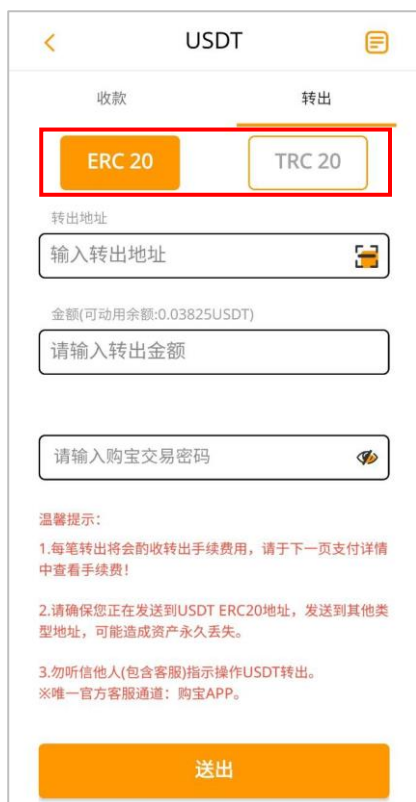 USDT
收款
转出
ERC 20
TRC 20
转出地址
输入转出地址
金额(可动用余额:0.03825USDT)
请输入转出金额
请输入购宝交易密码
温馨提示：
1.每笔转出将会酌收转出手续费用，请于下一页支付详情
中查看手续费！
2.请确保您正在发送到USDT ERC20地址，发送到其他类
型地址，可能造成资产永久丢失。
3.勿听信他人(包含客服)指示操作USDT转出。
※唯一官方客服通道：购宝APP。
送出